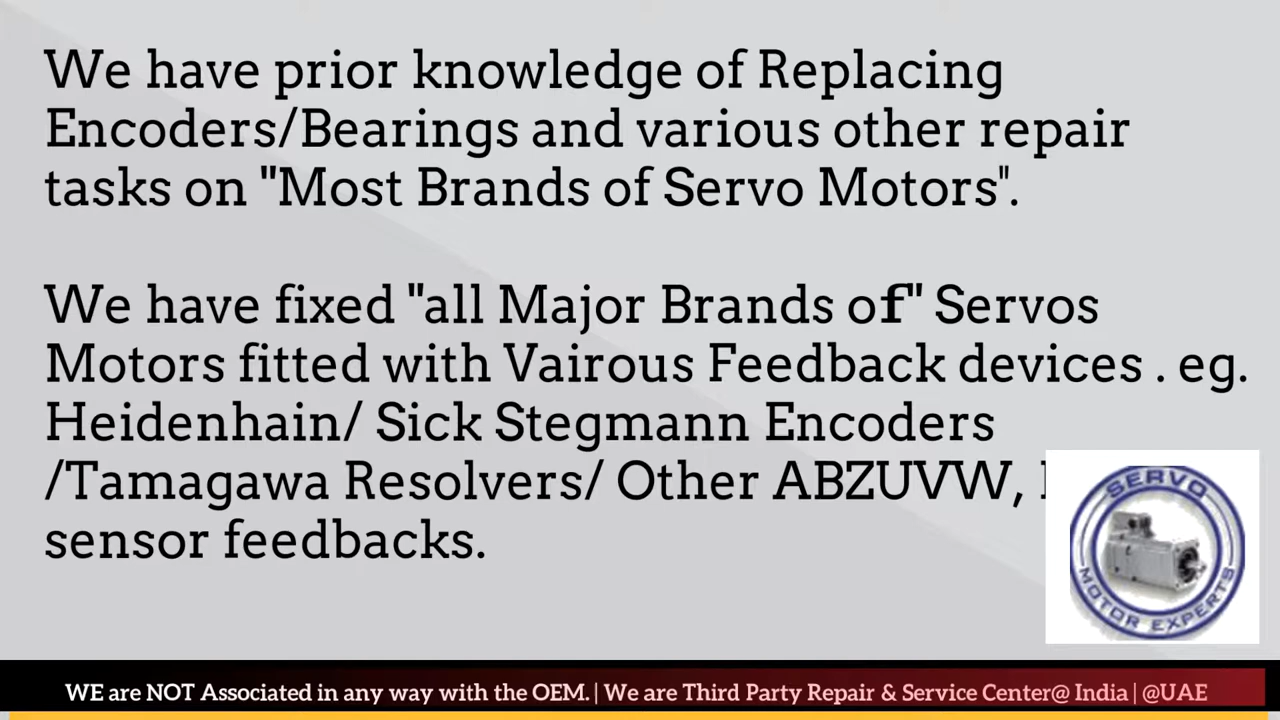 We have prior knowledge of Replacing
Encoders/Bearings and various other repair
tasks on "Most Brands of Servo Motors".
We have fixed "all Major Brands of" Servos
Motors fitted with Vairous Feedback devices . eg.
Heidenhain/ Sick Stegmann Encoders
/Tamagawa Resolvers/ Other ABZUVW,
sensor feedbacks.
SERVO
MOTOR EXPERTS
WE are NOT Associated in any way with the OEM. | We are Third Party Repair & Service Center@ India | @UAE